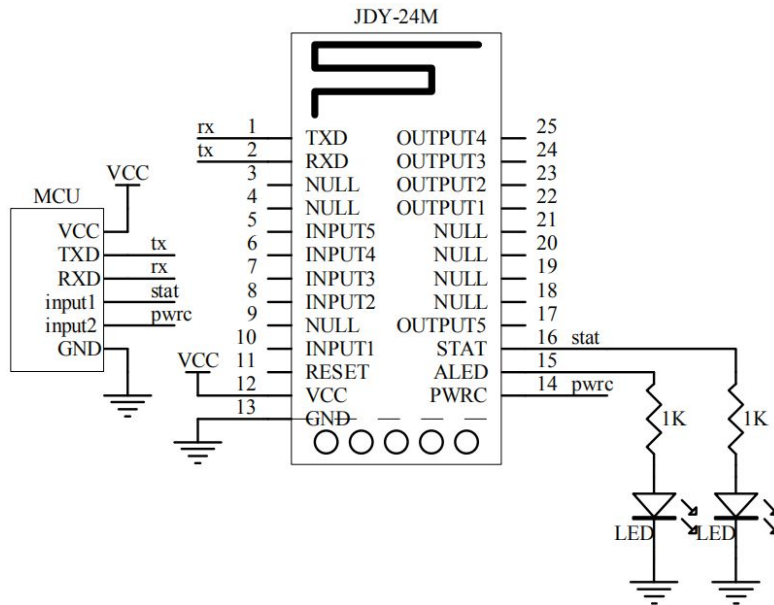 JDY-24M
rx 1 TXD OUTPUT4 25
tx 2 RXD OUTPUT3 24
3 NULL OUTPUT2 23
4 NULL OUTPUT1 22
5 INPUT5 NULL 21
6 INPUT4 NULL 20
7 INPUT3 NULL 19
8 INPUT2 NULL 18
9 NULL OUTPUT5 17
10 INPUT1 STAT 16 stat
11 RESET ALED 15
VCC 12 VCC PWRC 14 pwrc
13 GND
VCC
MCU
VCC
TXD tx
RXD rx
input1 stat
input2 pwrc
GND
1K 1K
LED LED